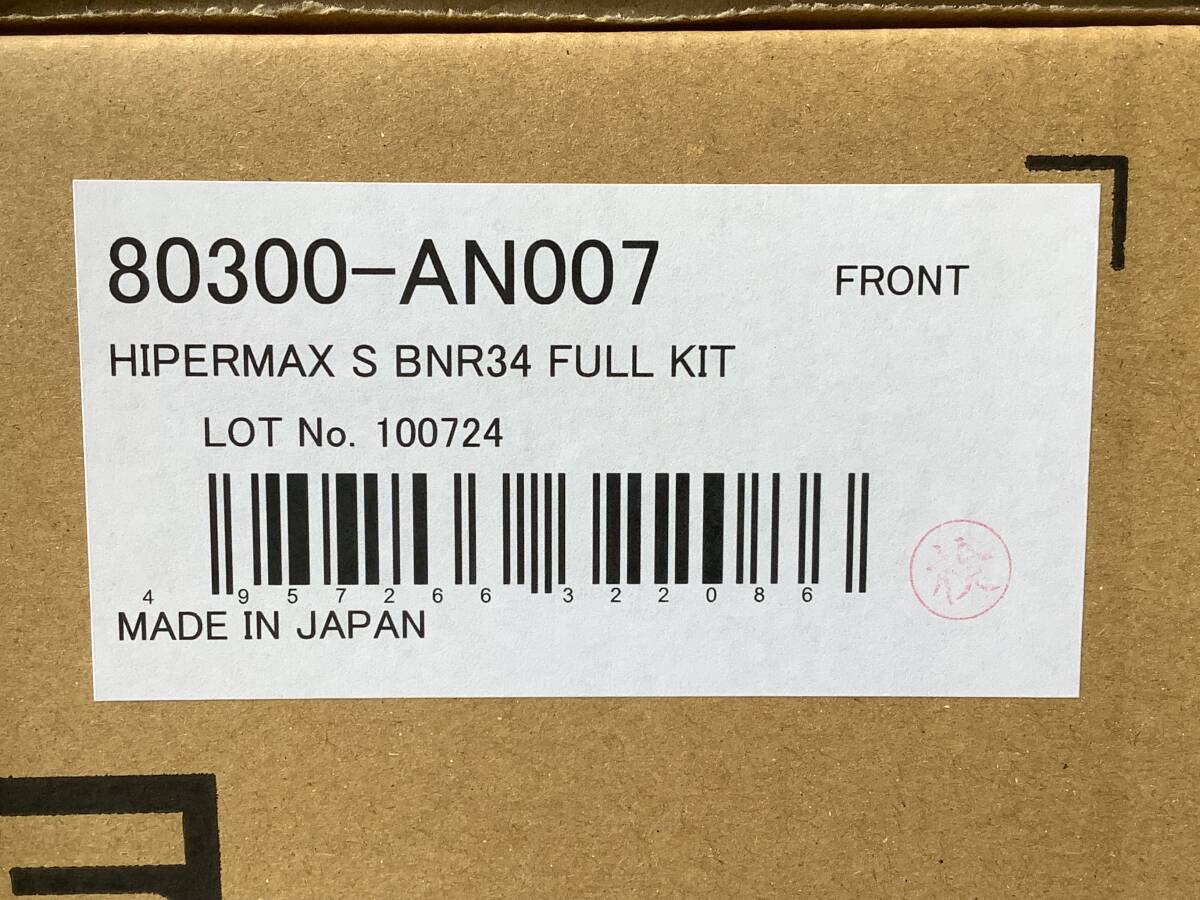 80300-AN007
FRONT
HIPERMAX S BNR34 FULL KIT
LOT No. 100724
4 957266 322086
MADE IN JAPAN